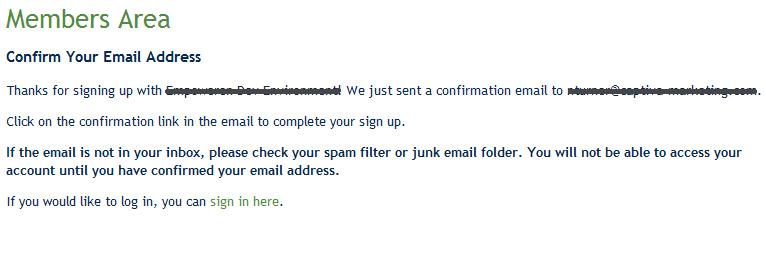 Members Area
Confirm Your Email Address
Thanks for signing up with We just sent a confirmation email to .
Click on the confirmation link in the email to complete your sign up.
If the email is not in your inbox, please check your spam filter or junk email folder. You will not be able to access your
account until you have confirmed your email address.
If you would like to log in, you can sign in here.